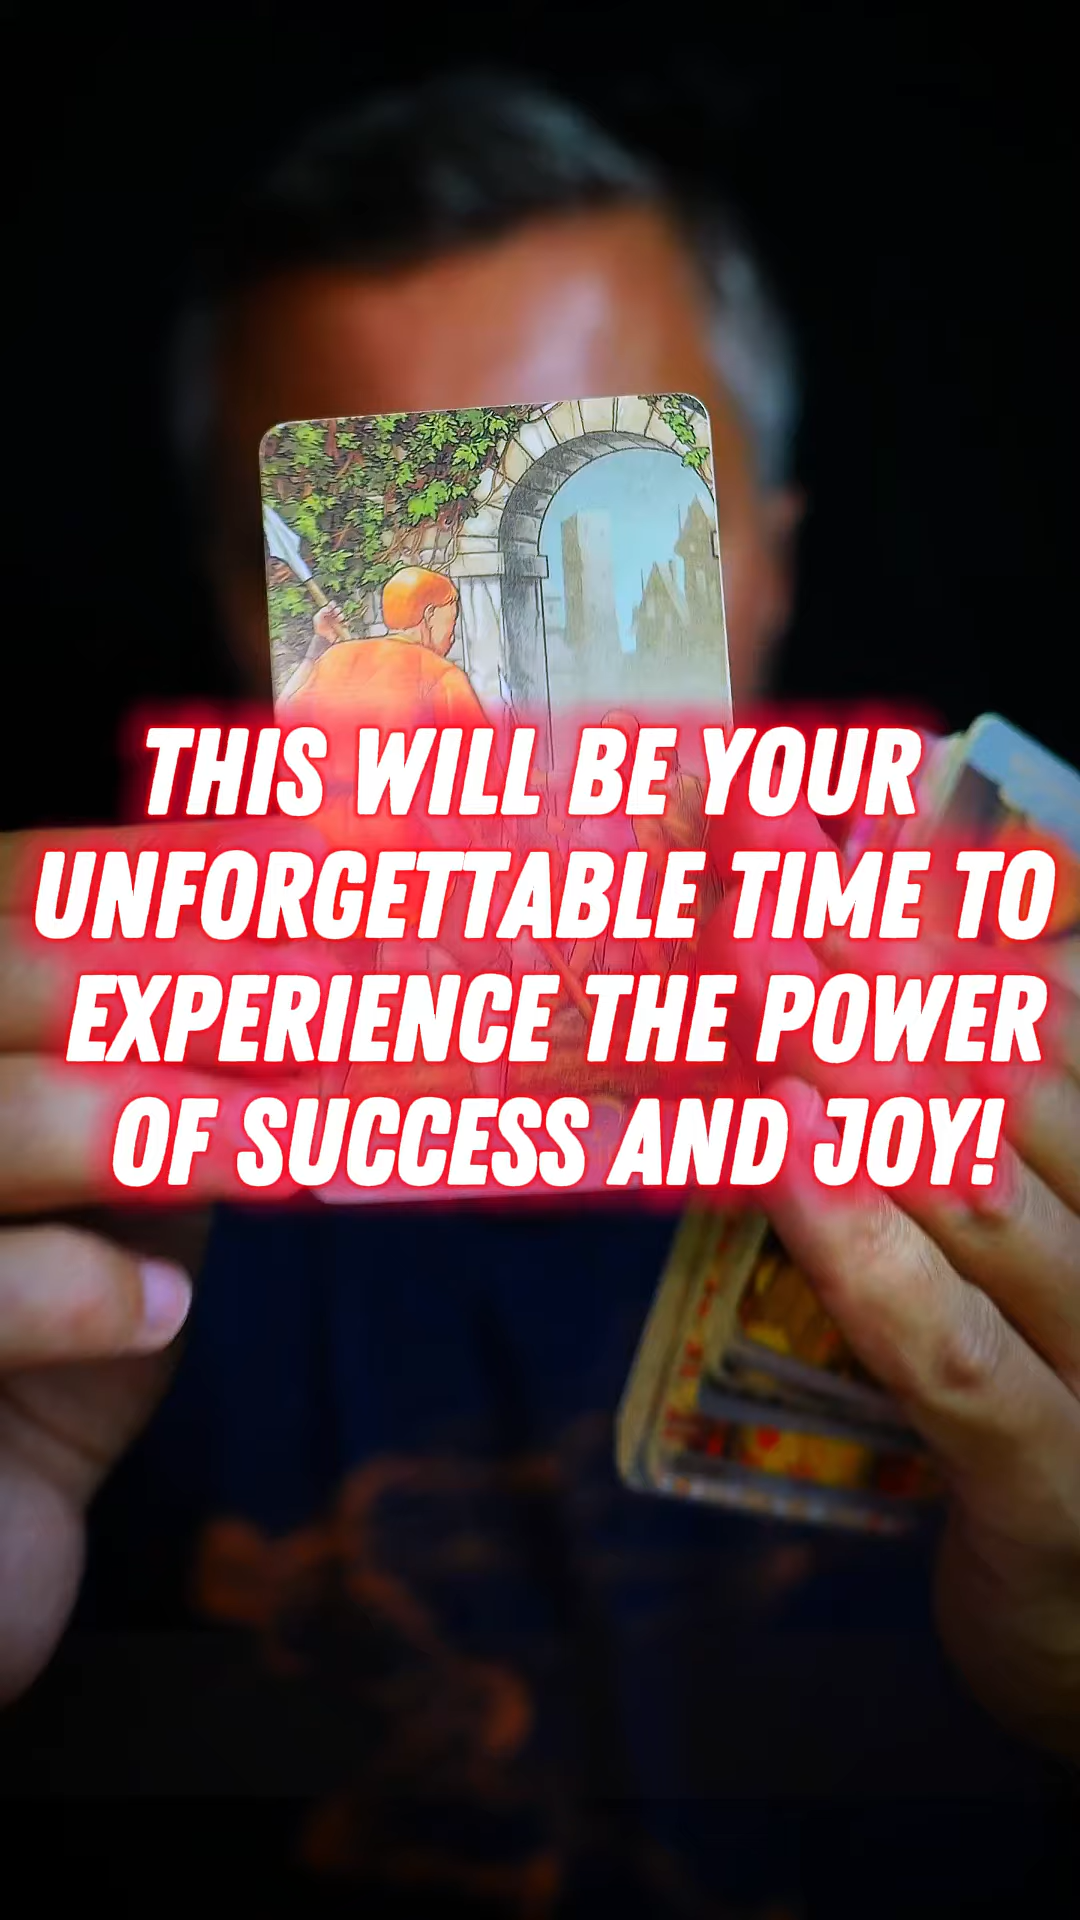 THIS WILL BE YOUR
UNFORGETTABLE TIME TO
EXPERIENCE THE POWER
OF SUCCESS AND JOY!